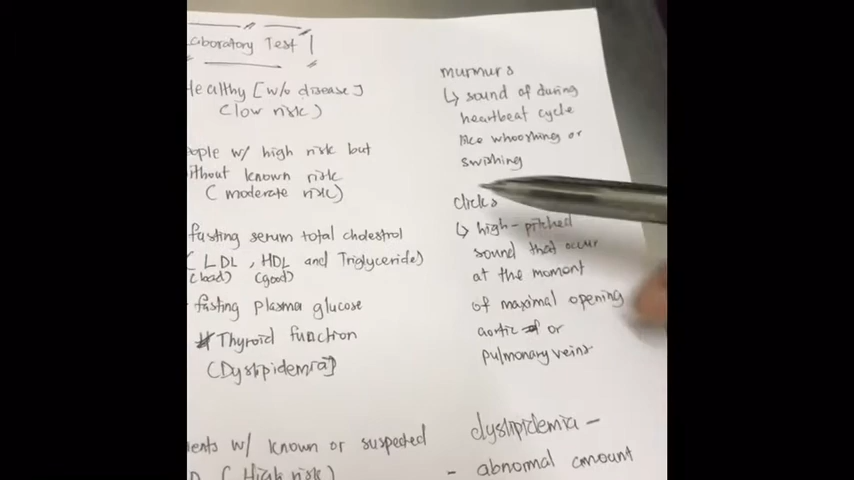 Laboratory Test
Healthy [w/o disease]
(low risk)
people w/ high risk but
without known risk
(moderate risk)
fasting serum total cholestrol
(LDL, HDL and Triglyceride)
(bad) (good)
- fasting plasma glucose
# Thyroid function
(Dyslipidemia)
w/ known or suspected
(High risk)
murmurs
↳ sound of during
heartbeat cycle
like whooshing or
swishing
clicks
↳ high-pitched
sound that occur
at the moment
of maximal opening
aortic or
pulmonary veins
dyslipidemia -
- abnormal amount